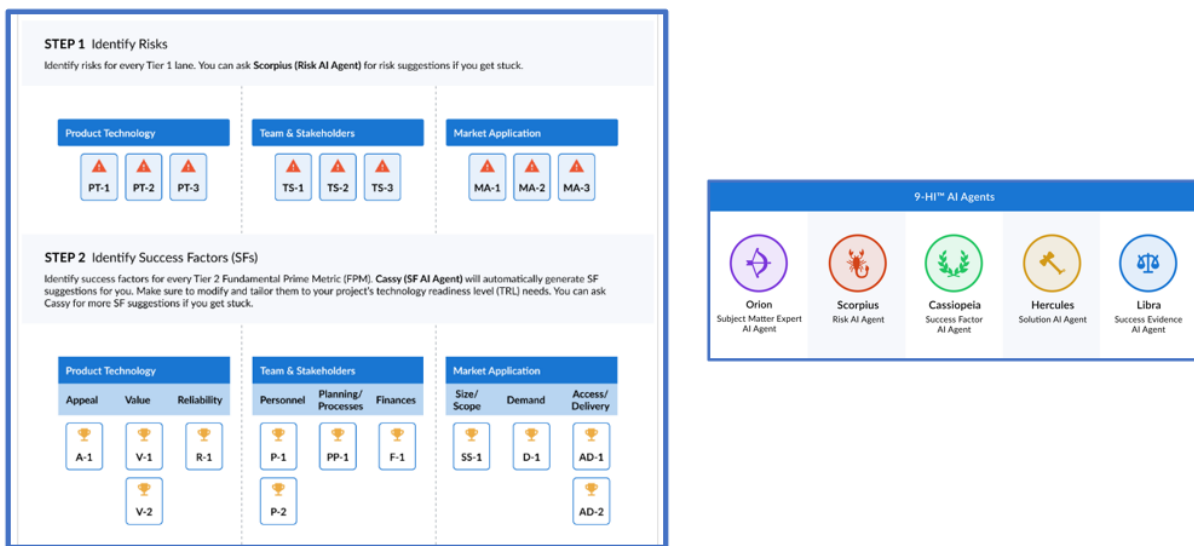 STEP 1 Identify Risks
Identify risks for every Tier 1 lane. You can ask Scorpius (Risk AI Agent) for risk suggestions if you get stuck.
Product Technology
Team & Stakeholders
Market Application
PT-1 PT-2 PT-3
TS-1 TS-2 TS-3
MA-1 MA-2 MA-3
STEP 2 Identify Success Factors (SFs)
Identify success factors for every Tier 2 Fundamental Prime Metric (FPM). Cassy (SF AI Agent) will automatically generate SF
suggestions for you. Make sure to modify and tailor them to your project's technology readiness level (TRL) needs. You can ask
Cassy for more SF suggestions if you get stuck.
Product Technology
Appeal Value Reliability
A-1 V-1 R-1
V-2
Team & Stakeholders
Personnel Planning/
Processes Finances
P-1 PP-1 F-1
P-2
Market Application
Size/
Scope Demand Access/
Delivery
SS-1 D-1 AD-1
AD-2
9-HI™ AI Agents
Orion
Subject Matter Expert
AI Agent
Scorpius
Risk AI Agent
Cassiopeia
Success Factor
AI Agent
Hercules
Solution AI Agent
Libra
Success Evidence
AI Agent